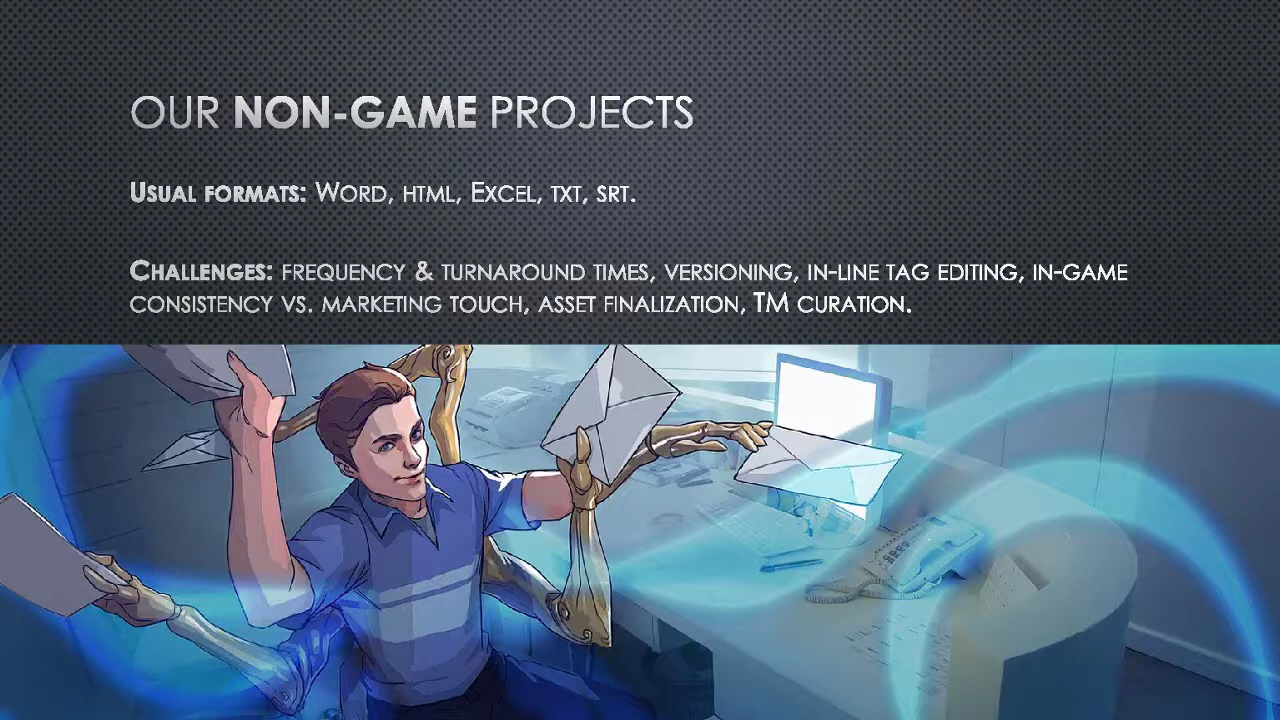 OUR NON-GAME PROJECTS
USUAL FORMATS: WORD, HTML, EXCEL, TXT, SRT.
CHALLENGES: FREQUENCY & TURNAROUND TIMES, VERSIONING, IN-LINE TAG EDITING, IN-GAME
CONSISTENCY VS. MARKETING TOUCH, ASSET FINALIZATION, TM CURATION.